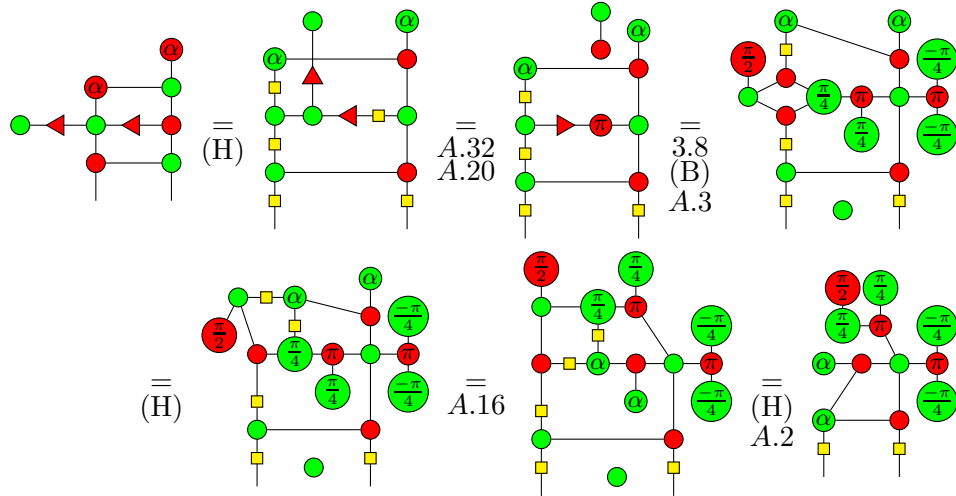 α α = (H)
α α = A.32 A.20
α α π = 3.8 (B) A.3
α α π/2 π/4 π π/4 -π/4 π -π/4
= (H) α α π/2 π/4 π π/4 -π/4 π -π/4
= A.16 π/2 π/4 π/4 π α α -π/4 π -π/4
= (H) A.2 π/2 π/4 π/4 π α α -π/4 π -π/4